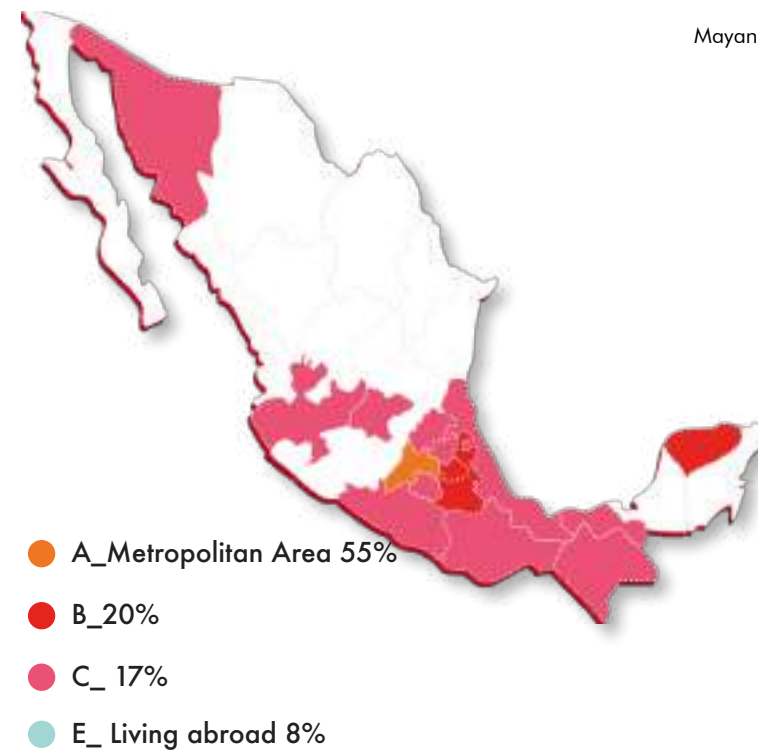 Mayan
A_Metropolitan Area 55%
B_20%
C_ 17%
E_ Living abroad 8%